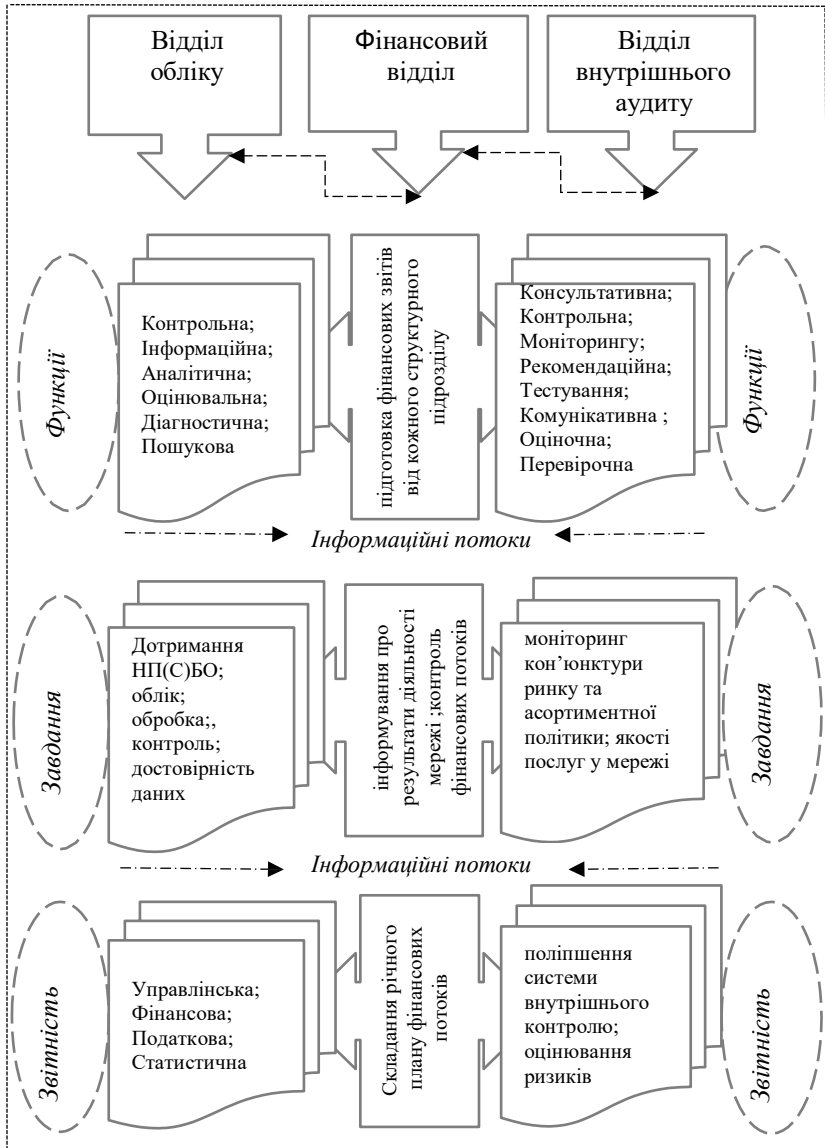 Відділ
обліку
Фінансовий
відділ
Відділ
внутрішнього
аудиту
Функції
Контрольна;
Інформаційна;
Аналітична;
Оцінювальна;
Діагностична;
Пошукова
підготовка фінансових звітів
від кожного структурного
підрозділу
Консультативна;
Контрольна;
Моніторингу;
Рекомендаційна;
Тестування;
Комунікативна ;
Оціночна;
Перевірочна
Функції
Інформаційні потоки
Завдання
Дотримання
НП(С)БО;
облік;
обробка;,
контроль;
достовірність
даних
інформування про
результати діяльності
мережі ;контроль
фінансових потоків
моніторинг
кон’юнктури
ринку та
асортиментної
політики; якості
послуг у мережі
Завдання
Інформаційні потоки
Звітність
Управлінська;
Фінансова;
Податкова;
Статистична
Складання річного
плану фінансових
потоків
поліпшення
системи
внутрішнього
контролю;
оцінювання
ризиків
Звітність